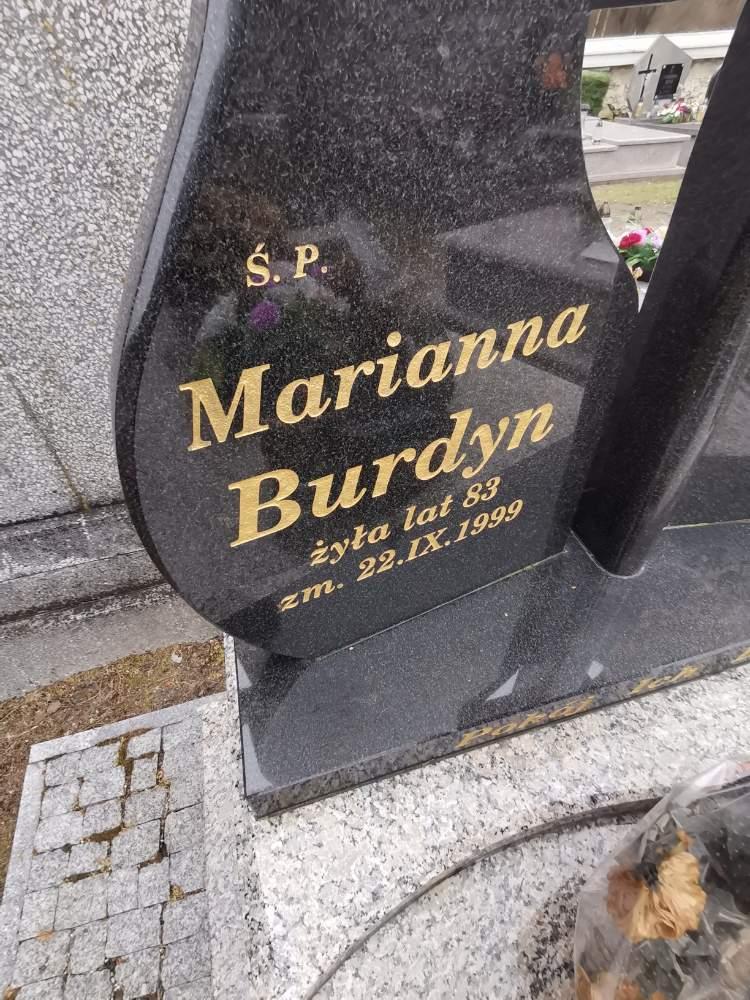 Ś. P.
Marianna
Burdyn
żyła lat 83
zm. 22.IX.1999
Pokój Ich